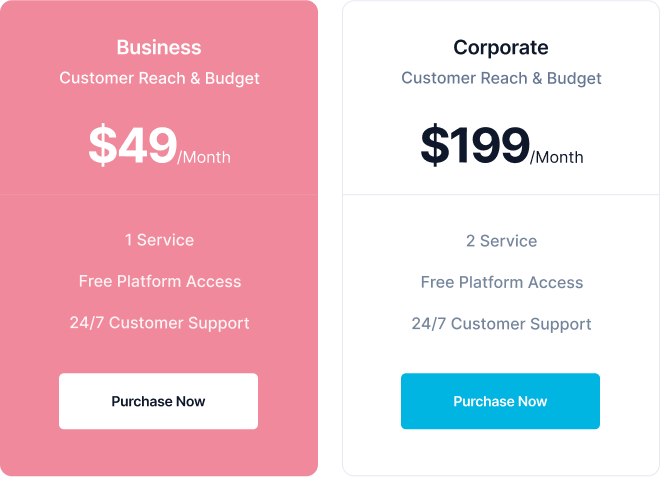 Business
Customer Reach & Budget
$49/Month
1 Service
Free Platform Access
24/7 Customer Support
Purchase Now
Corporate
Customer Reach & Budget
$199/Month
2 Service
Free Platform Access
24/7 Customer Support
Purchase Now